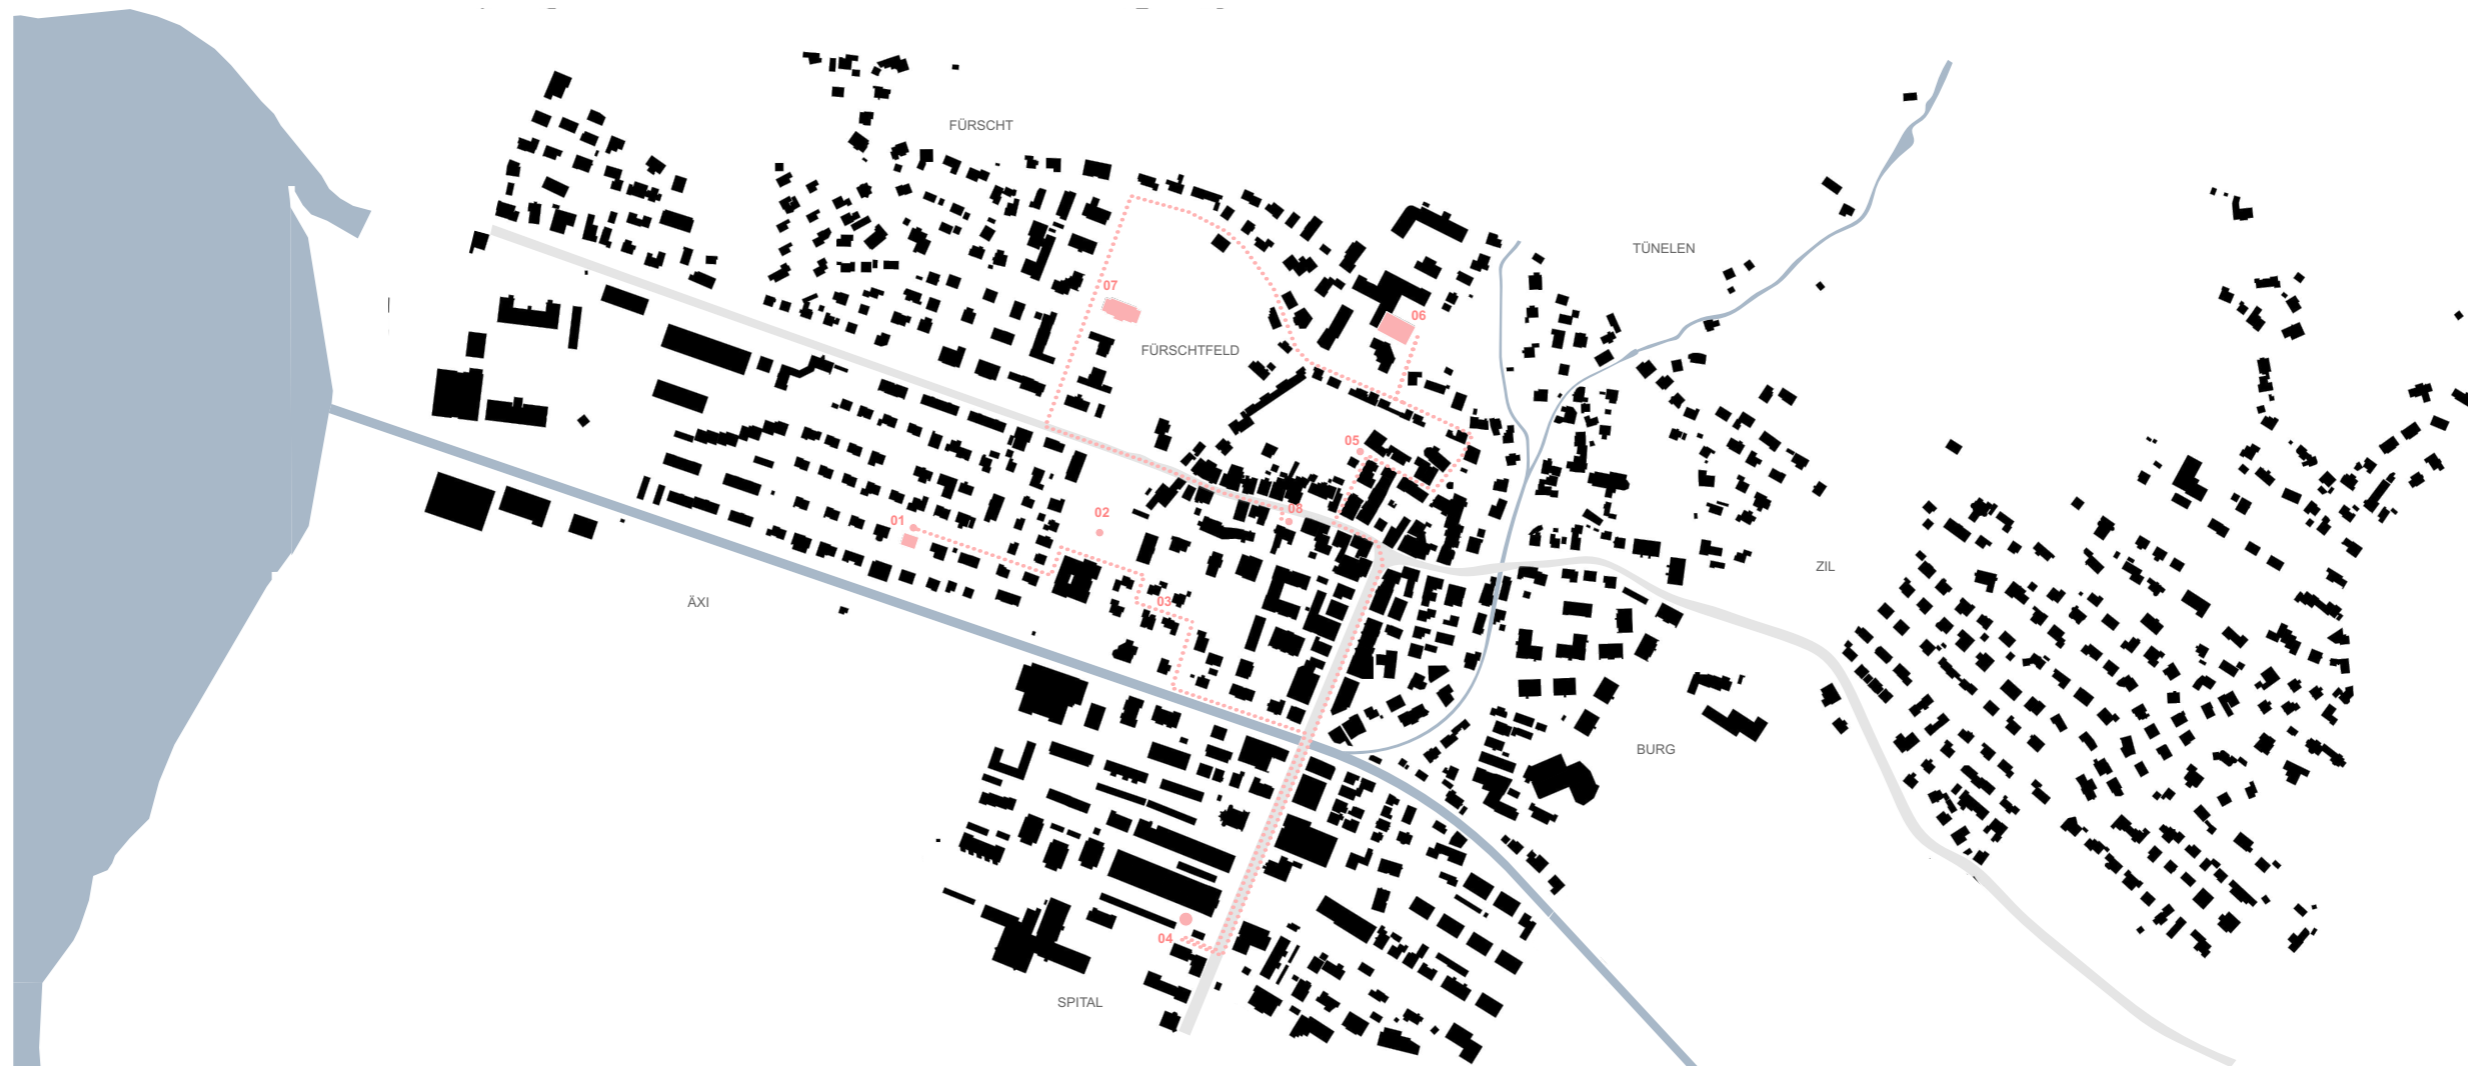 FÜRSCHT
TÜNELEN
07
06
FÜRSCHTFELD
05
08
02
01
ZIL
03
ÄXI
BURG
04
SPITAL